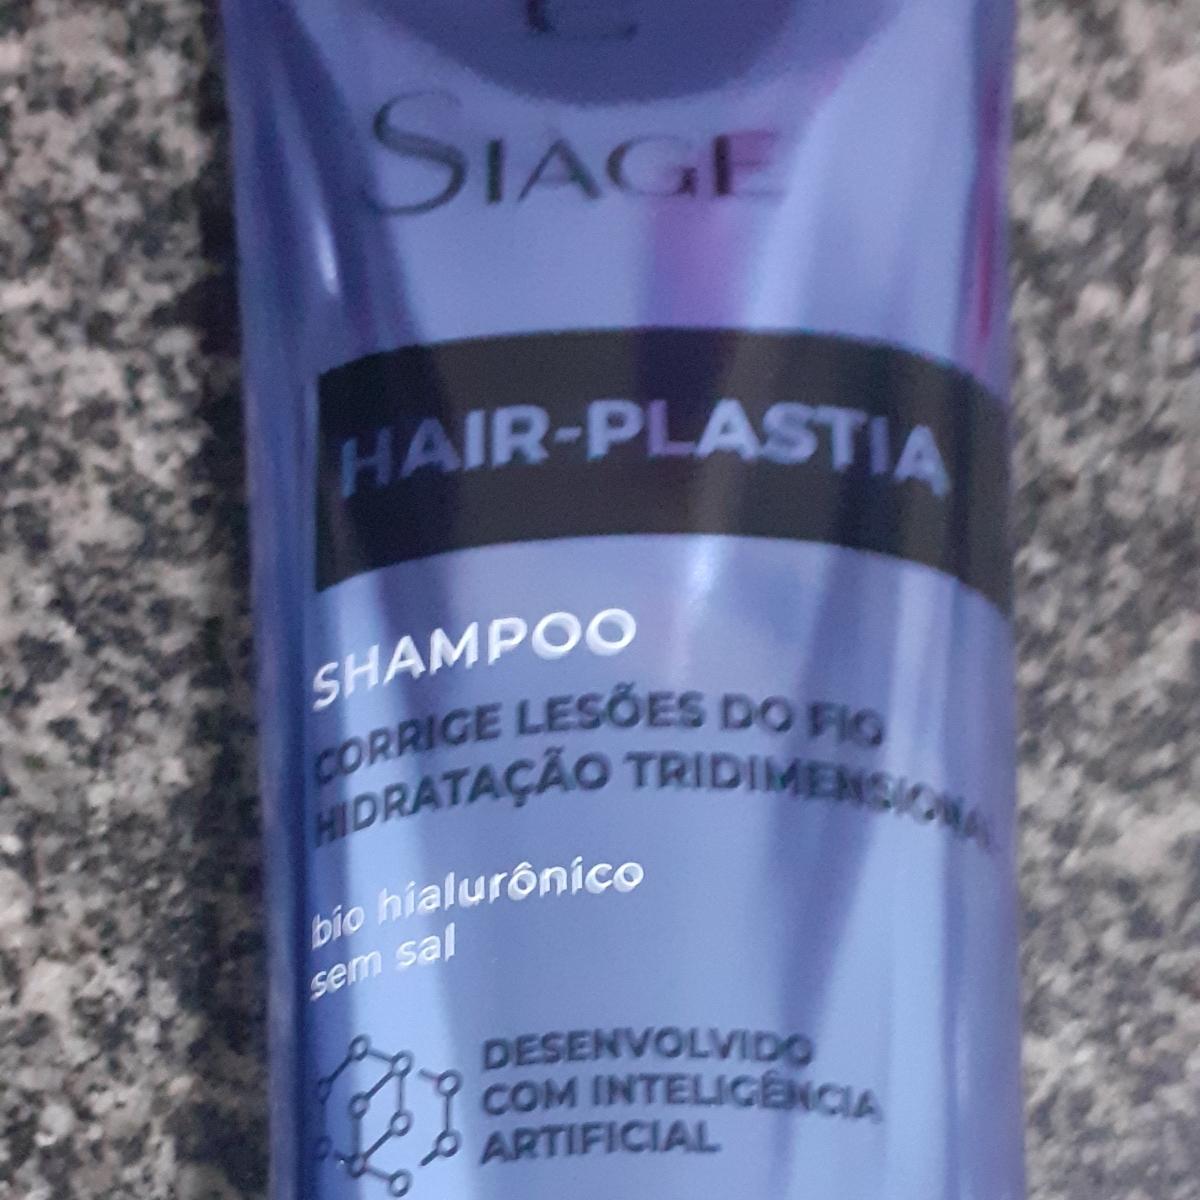 SIAGE
HAIR-PLASTIA
SHAMPOO
CORRIGE LESÕES DO FIO
HIDRATAÇÃO TRIDIMENSIONAL
bio hialurônico
sem sal
DESENVOLVIDO
COM INTELIGÊNCIA
ARTIFICIAL